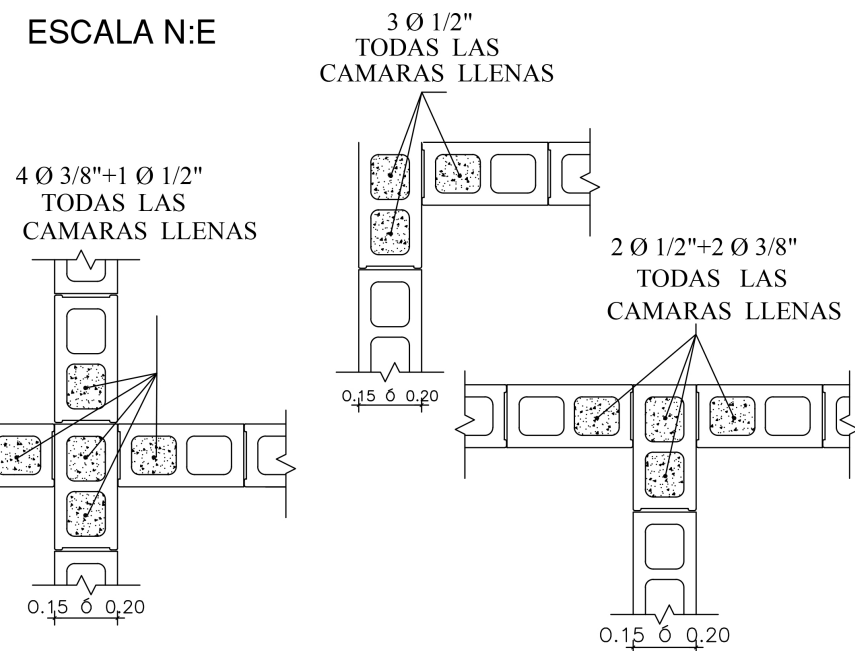 ESCALA N:E
3 Ø 1/2"
TODAS LAS
CAMARAS LLENAS
4 Ø 3/8"+1 Ø 1/2"
TODAS LAS
CAMARAS LLENAS
2 Ø 1/2"+2 Ø 3/8"
TODAS LAS
CAMARAS LLENAS
0.15 ó 0.20
0.15 ó 0.20
0.15 ó 0.20